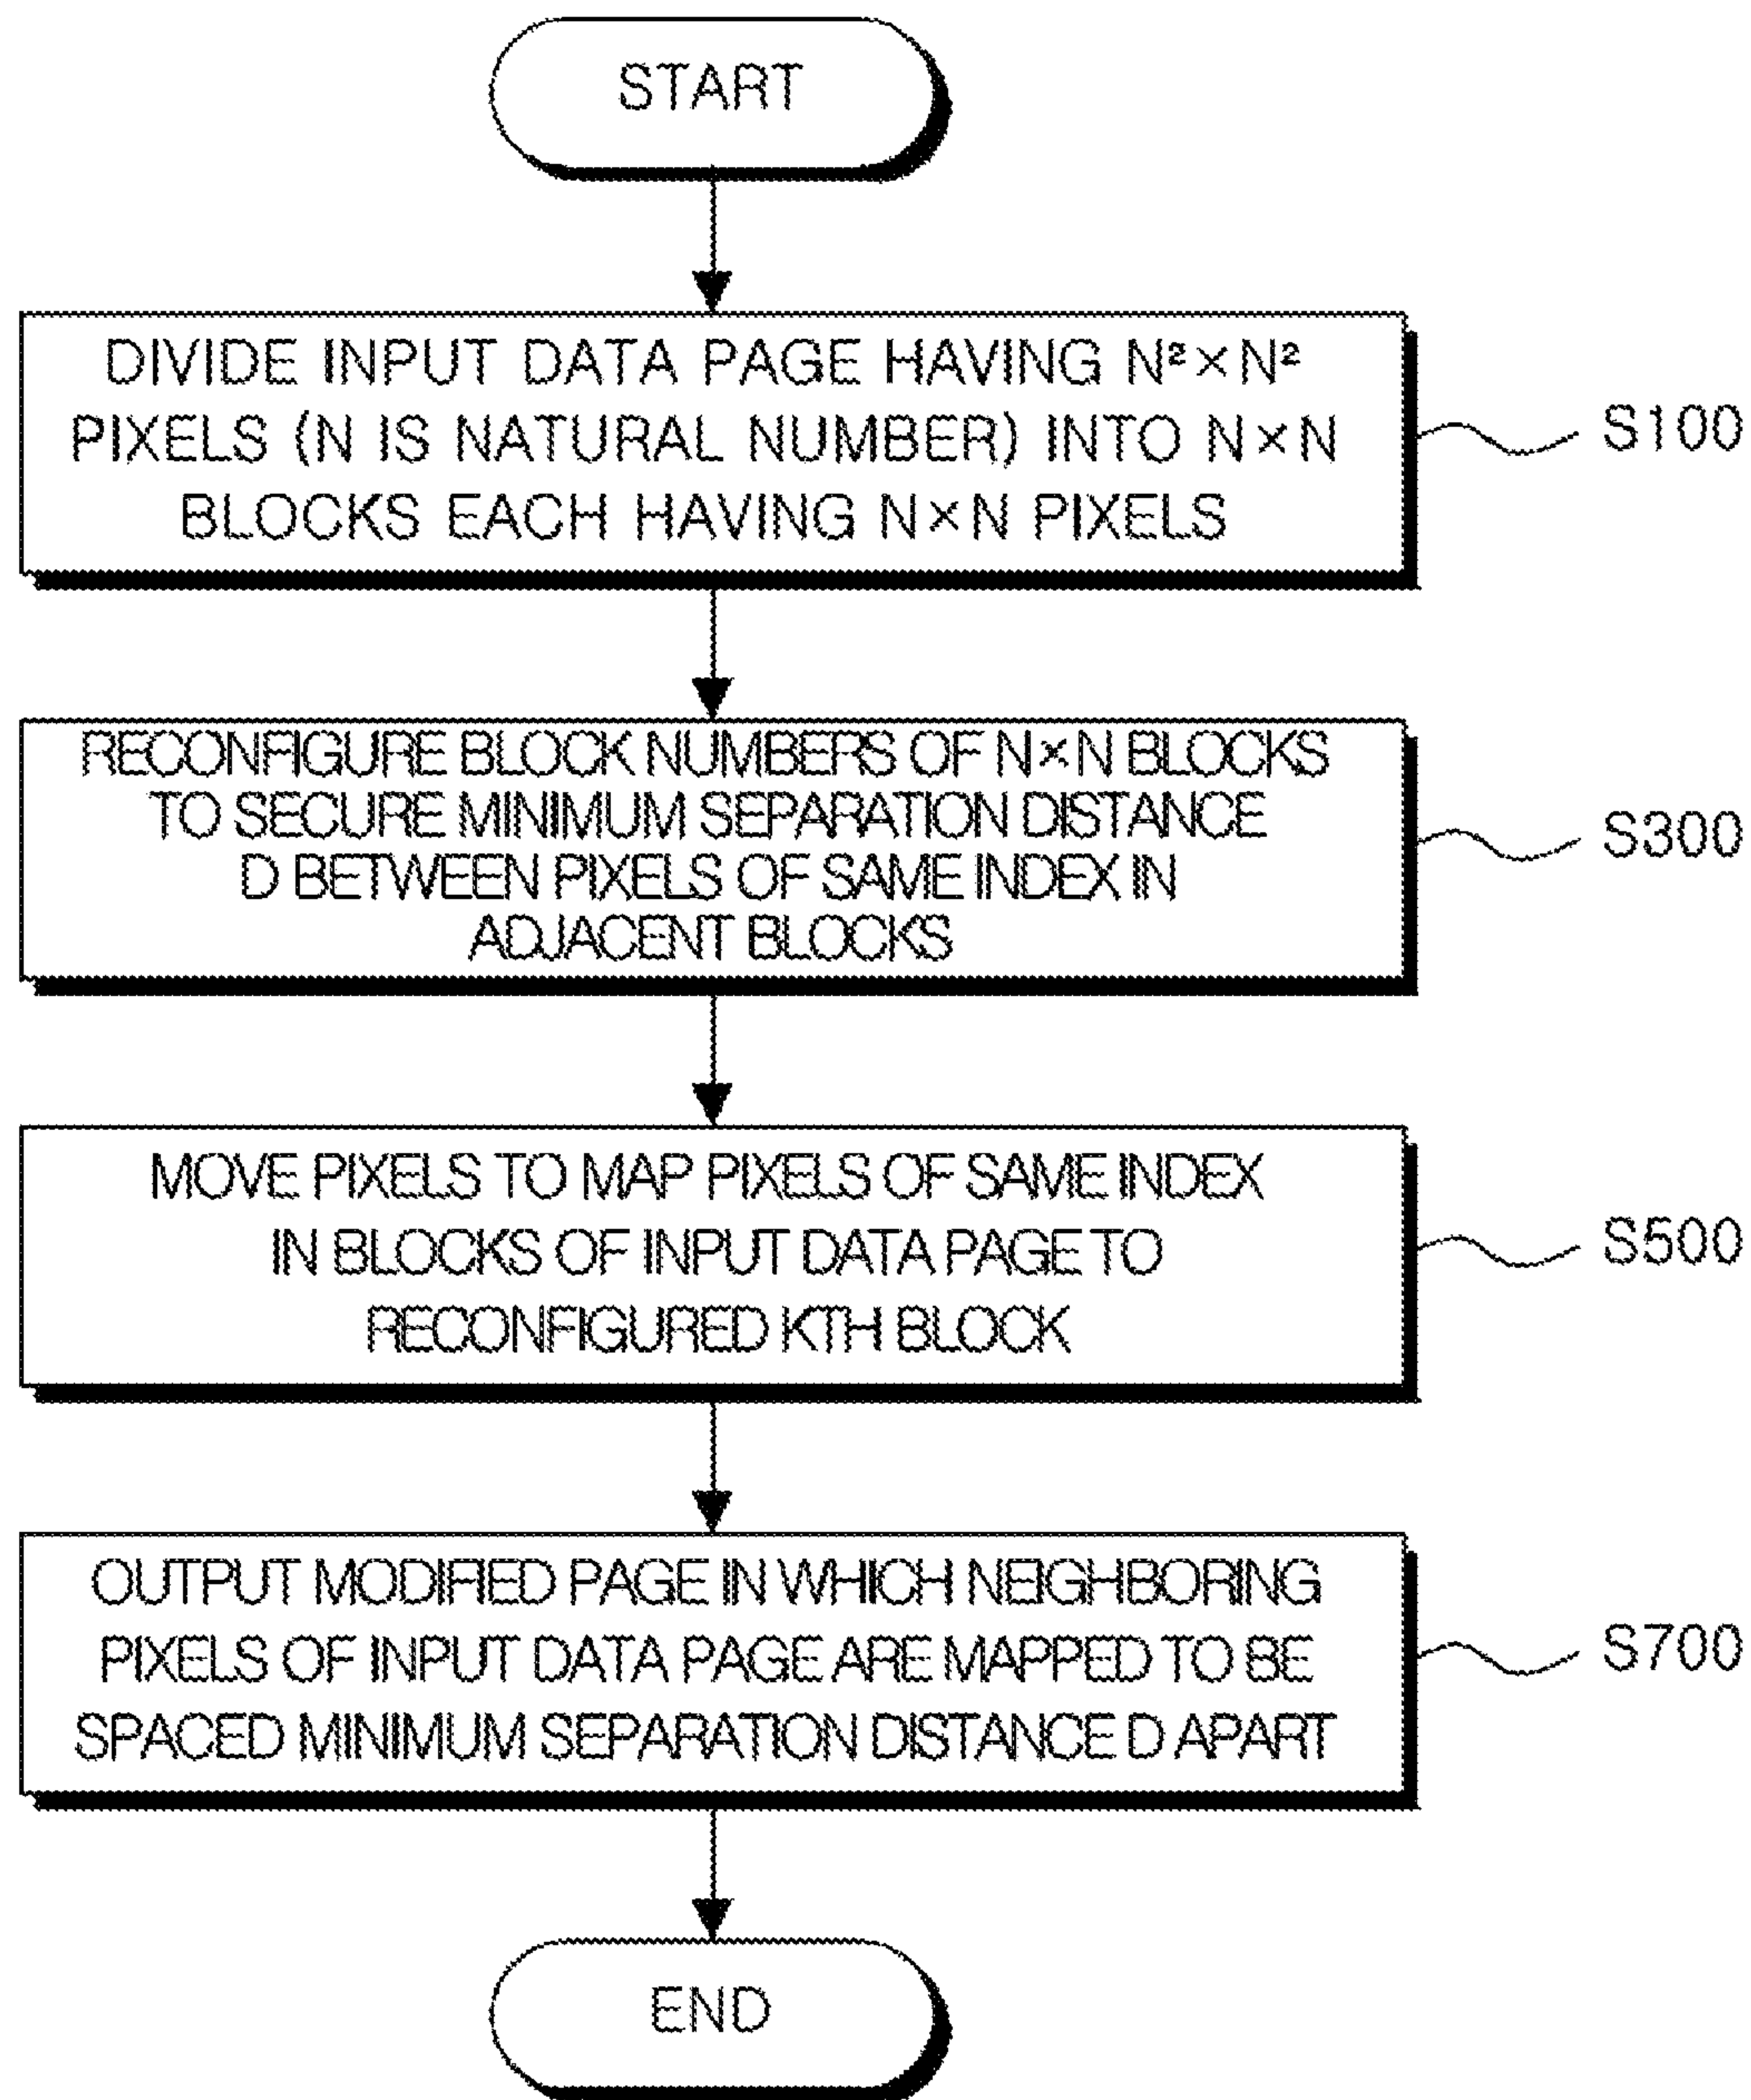 START
DIVIDE INPUT DATA PAGE HAVING N²×N²
PIXELS (N IS NATURAL NUMBER) INTO N×N
BLOCKS EACH HAVING N×N PIXELS
S100
RECONFIGURE BLOCK NUMBERS OF N×N BLOCKS
TO SECURE MINIMUM SEPARATION DISTANCE
D BETWEEN PIXELS OF SAME INDEX IN
ADJACENT BLOCKS
S300
MOVE PIXELS TO MAP PIXELS OF SAME INDEX
IN BLOCKS OF INPUT DATA PAGE TO
RECONFIGURED KTH BLOCK
S500
OUTPUT MODIFIED PAGE IN WHICH NEIGHBORING
PIXELS OF INPUT DATA PAGE ARE MAPPED TO BE
SPACED MINIMUM SEPARATION DISTANCE D APART
S700
END